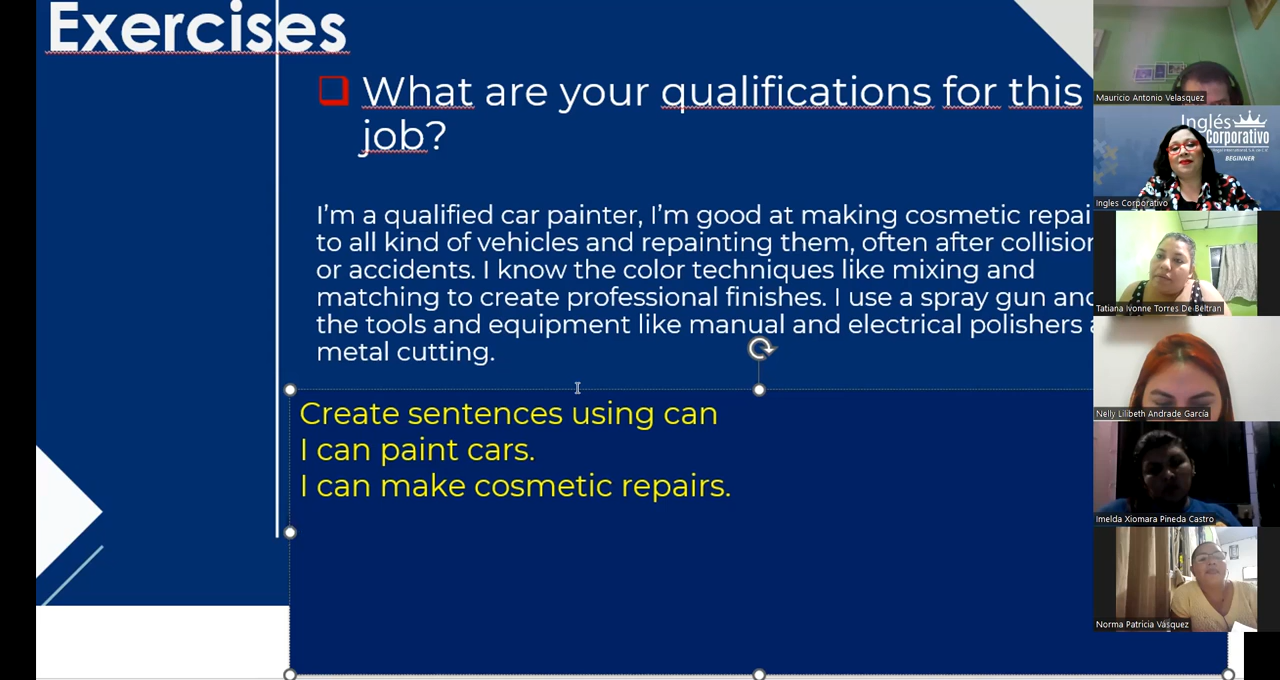 Exercises
What are your qualifications for this
job?
I'm a qualified car painter, I'm good at making cosmetic repai
to all kind of vehicles and repainting them, often after collision
or accidents. I know the color techniques like mixing and
matching to create professional finishes. I use a spray gun and
the tools and equipment like manual and electrical polishers a
metal cutting.
Create sentences using can
I can paint cars.
I can make cosmetic repairs.
Mauricio Antonio Velasquez
Inglés
Corporativo
BEGINNER
Ingles Corporativo
Tatiana Ivonne Torres De Beltran
Nelly Lilibeth Andrade García
Imelda Xiomara Pineda Castro
Norma Patricia Vásquez